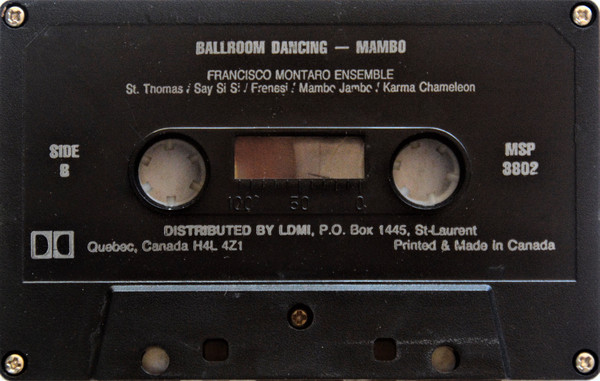 BALLROOM DANCING — MAMBO
FRANCISCO MONTARO ENSEMBLE
St. Thomas / Say Si Si / Frenesi / Mambo Jambo / Karma Chameleon
SIDE
B
MSP
3802
100 50 0
DISTRIBUTED BY LDMI, P.O. Box 1445, St-Laurent
Quebec, Canada H4L 4Z1
Printed & Made in Canada